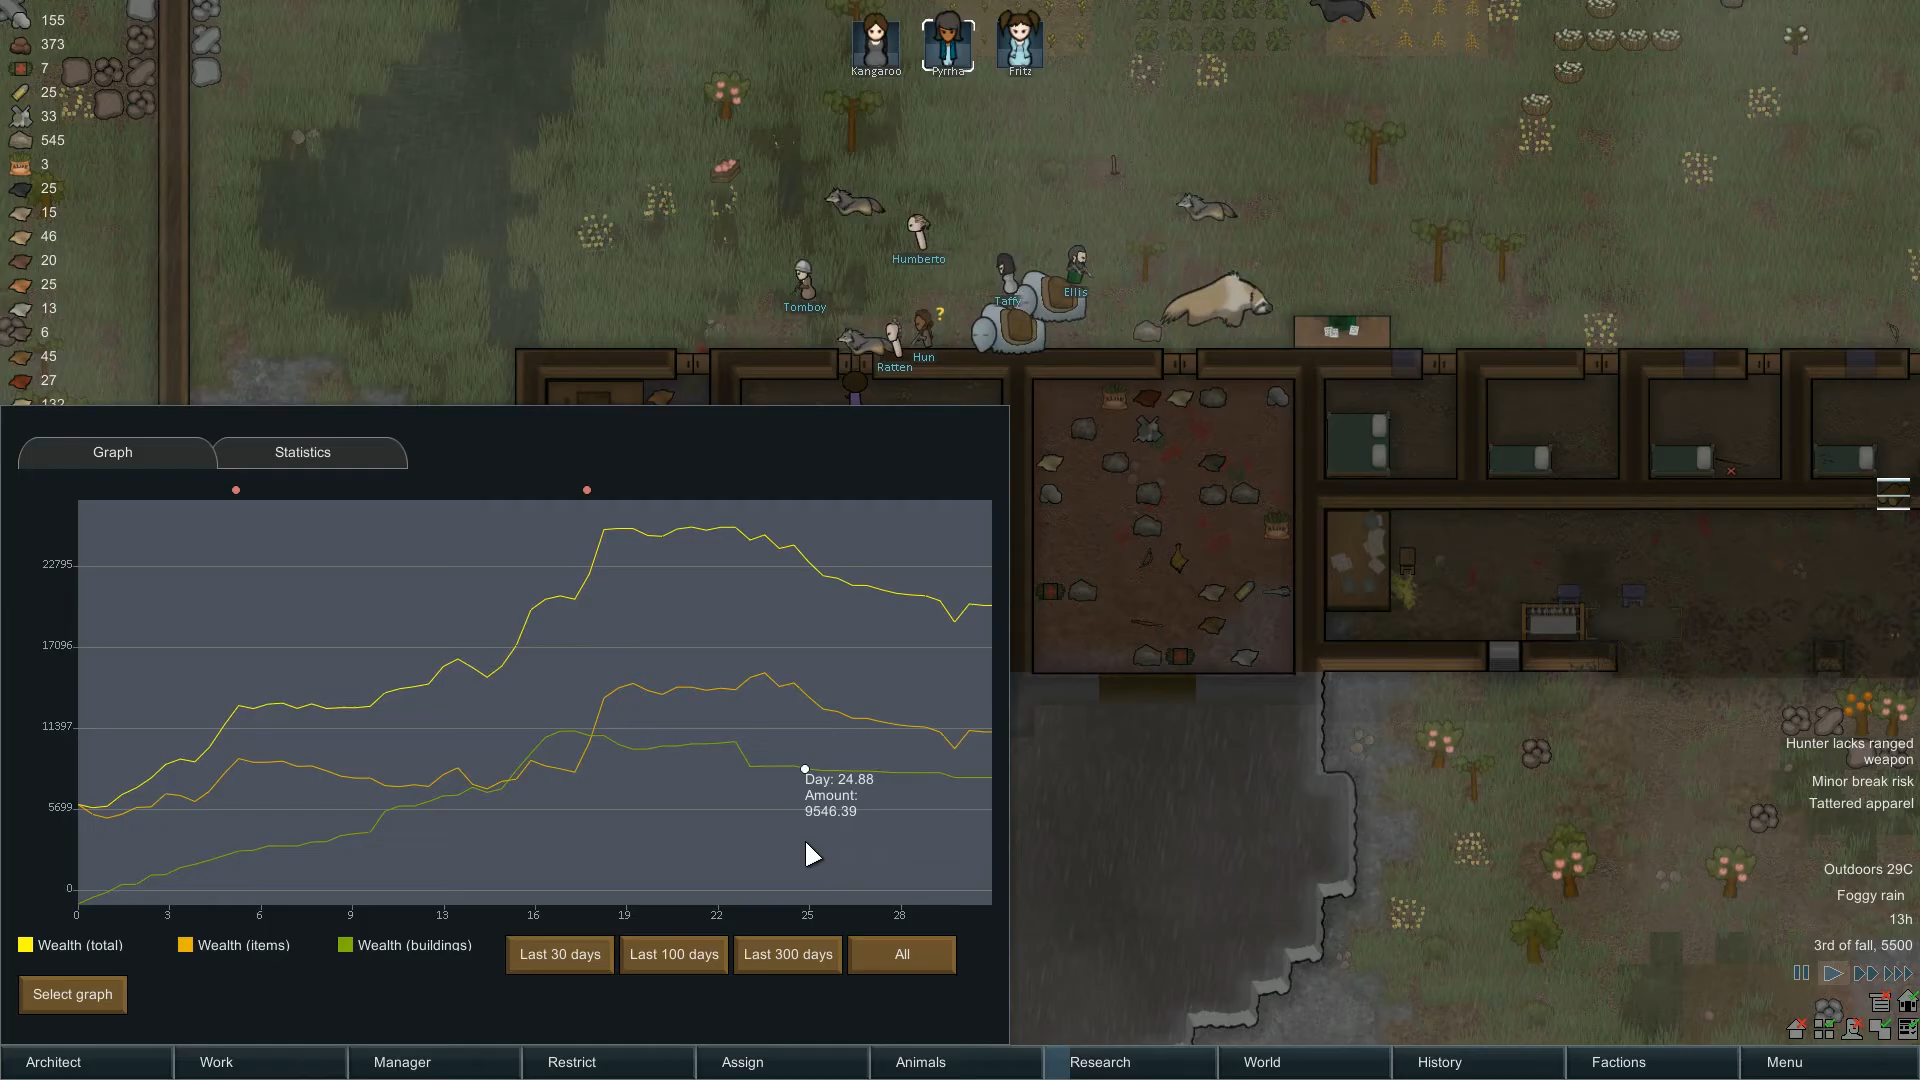 155
373
7
25
33
545
3
25
15
46
20
25
13
6
45
27
132
Kangaroo
Pyrrha
Fritz
Humberto
Tomboy
Taffy
Ellis
?
Hun
Ratten
Graph
Statistics
22795
17096
11397
5699
0
Day: 24.88
Amount:
9546.39
0 3 6 9 13 16 19 22 25 28
Wealth (total)
Wealth (items)
Wealth (buildings)
Last 30 days
Last 100 days
Last 300 days
All
Select graph
Hunter lacks ranged
weapon
Minor break risk
Tattered apparel
Outdoors 29C
Foggy rain
13h
3rd of fall, 5500
Architect
Work
Manager
Restrict
Assign
Animals
Research
World
History
Factions
Menu